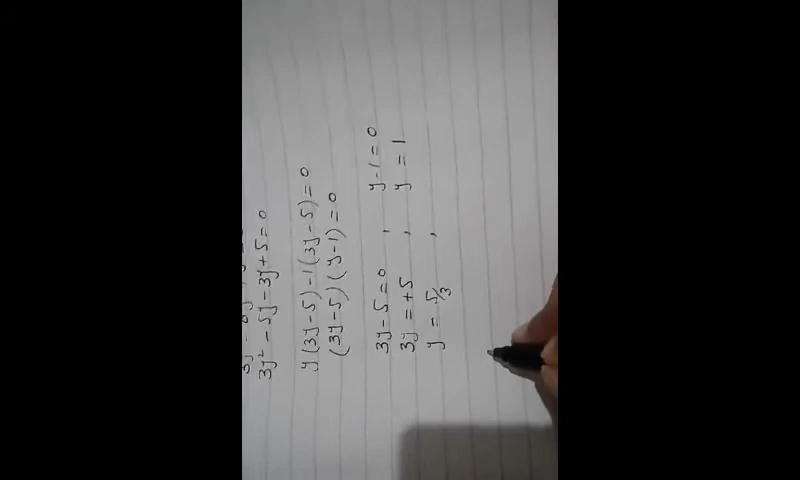 3y² - 5y - 3y + 5 = 0
y(3y - 5) - 1(3y - 5) = 0
(3y - 5)(y - 1) = 0
3y - 5 = 0 , y - 1 = 0
3y = +5 , y = 1
y = 5/3 ,